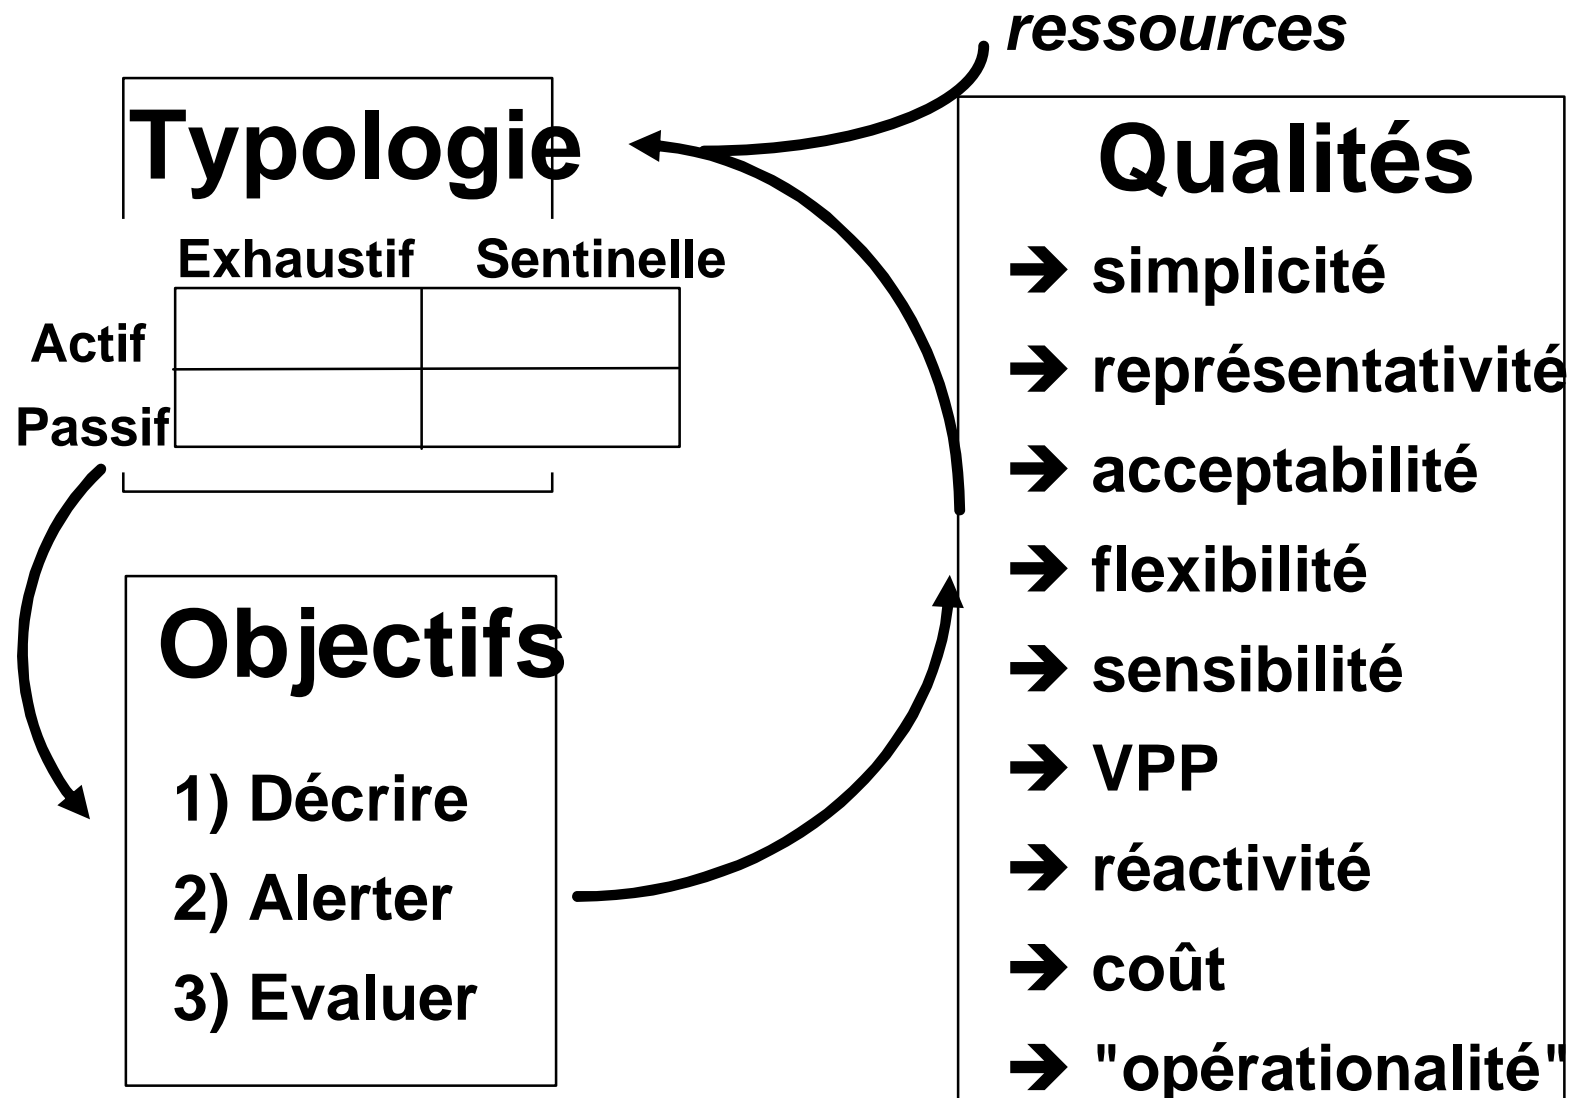 ressources
Typologie
Exhaustif Sentinelle
Actif
Passif
Objectifs
1) Décrire
2) Alerter
3) Evaluer
Qualités
➔ simplicité
➔ représentativité
➔ acceptabilité
➔ flexibilité
➔ sensibilité
➔ VPP
➔ réactivité
➔ coût
➔ "opérationalité"